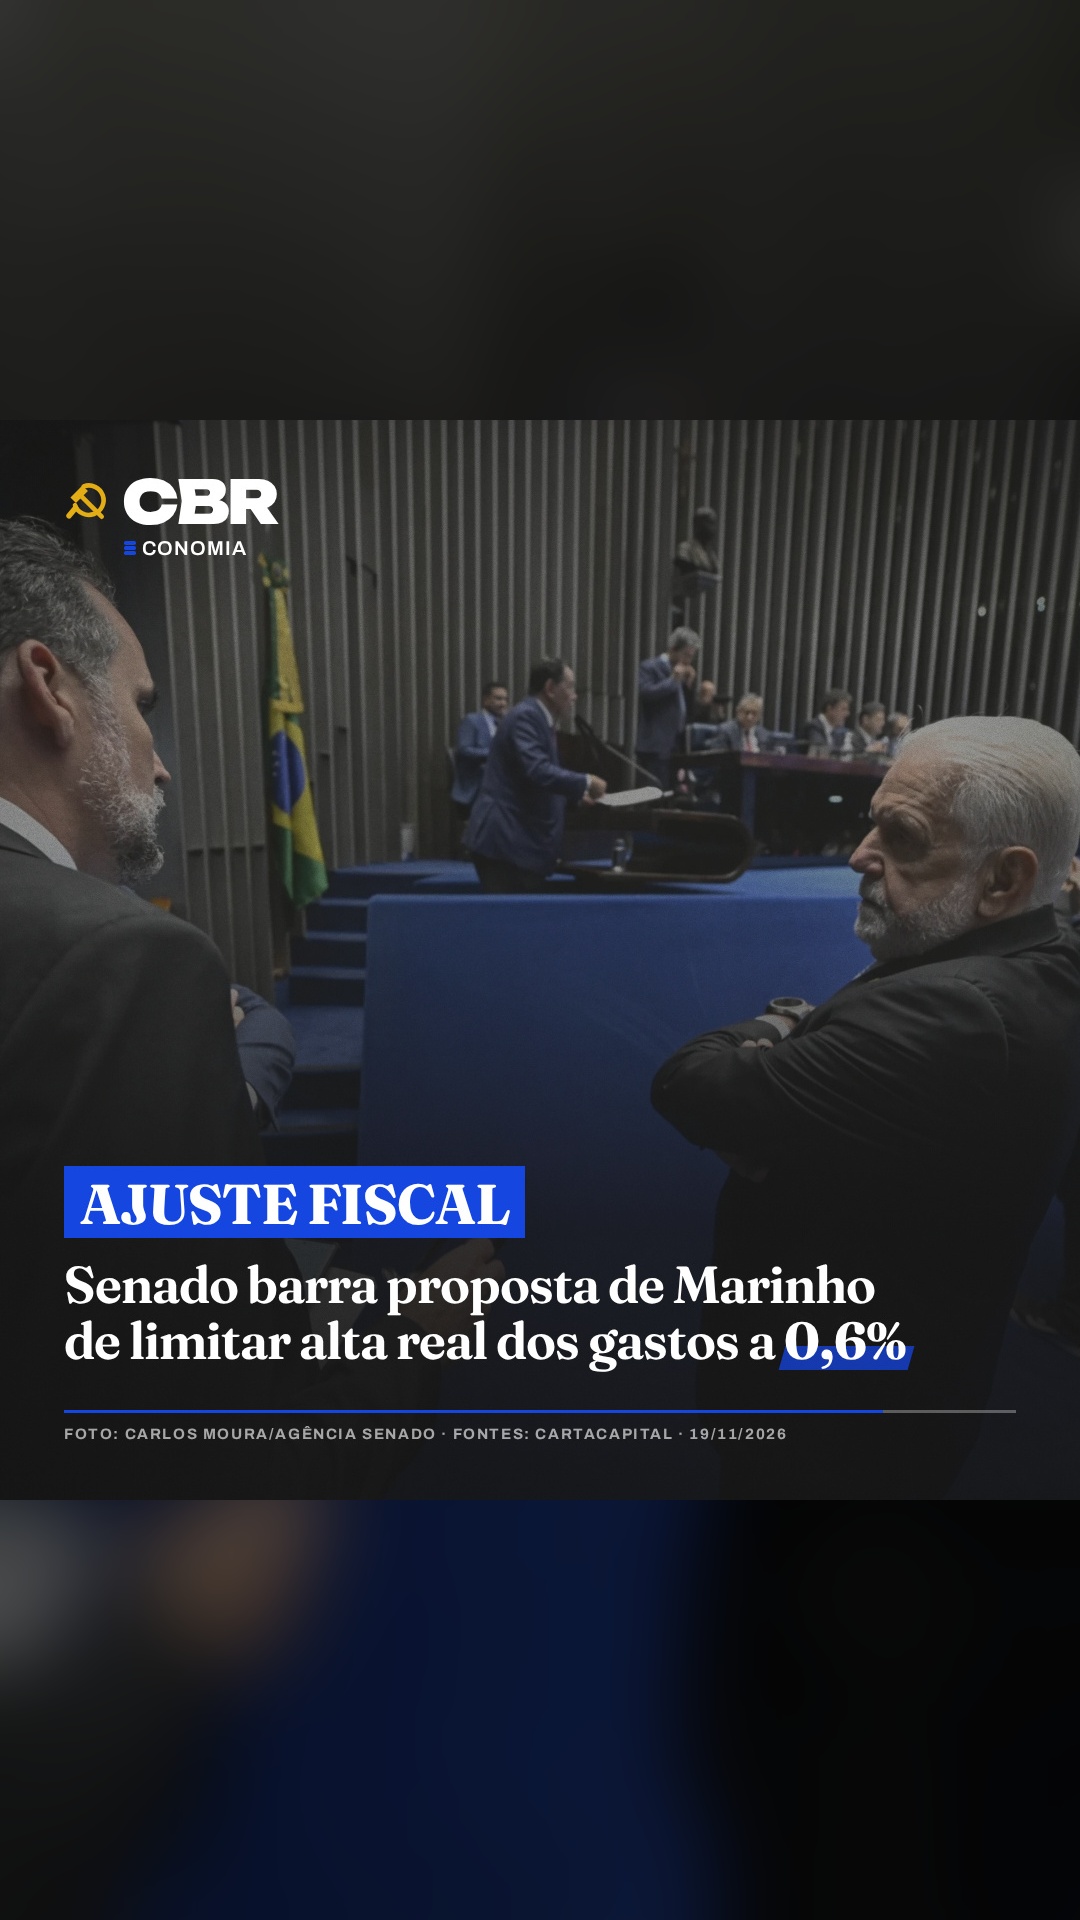 CBR
CONOMIA
AJUSTE FISCAL
Senado barra proposta de Marinho
de limitar alta real dos gastos a 0,6%
FOTO: CARLOS MOURA/AGÊNCIA SENADO · FONTES: CARTACAPITAL · 19/11/2026